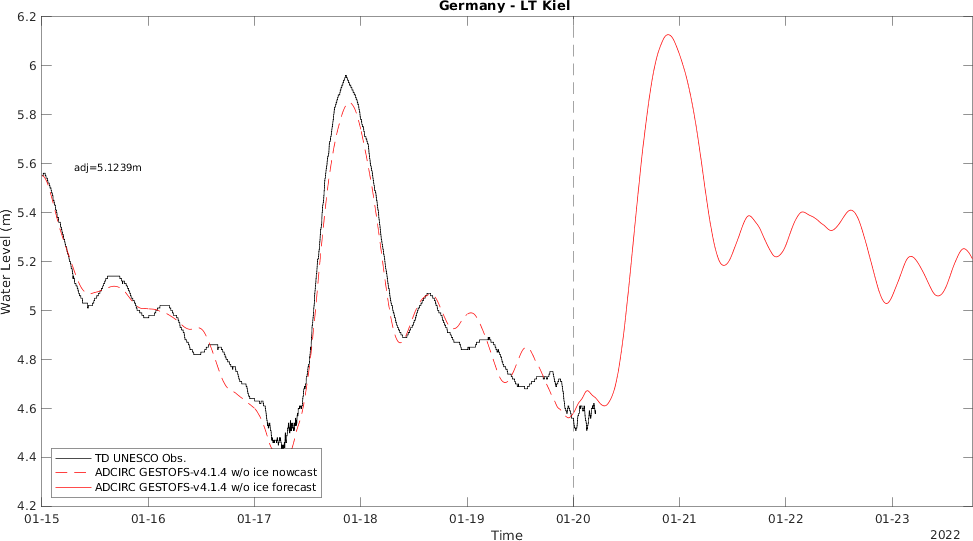 Germany - LT Kiel
6.2
6
5.8
5.6
5.4
5.2
5
4.8
4.6
4.4
4.2
Water Level (m)
adj=5.1239m
TD UNESCO Obs.
ADCIRC GESTOFS-v4.1.4 w/o ice nowcast
ADCIRC GESTOFS-v4.1.4 w/o ice forecast
01-15 01-16 01-17 01-18 01-19 01-20 01-21 01-22 01-23
Time
2022